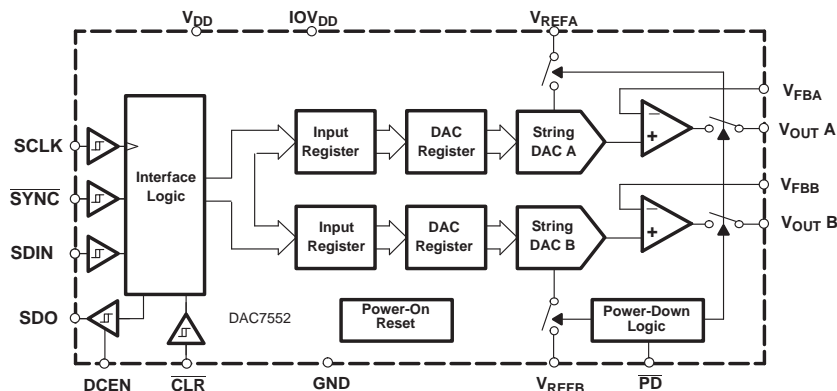 VDD
IOVDD
VREFA
VFBA
SCLK
Interface
Logic
Input
Register
DAC
Register
String
DAC A
VOUT A
SYNC
VFBB
SDIN
Input
Register
DAC
Register
String
DAC B
VOUT B
SDO
DAC7552
Power-On
Reset
Power-Down
Logic
DCEN
CLR
GND
VREFB
PD